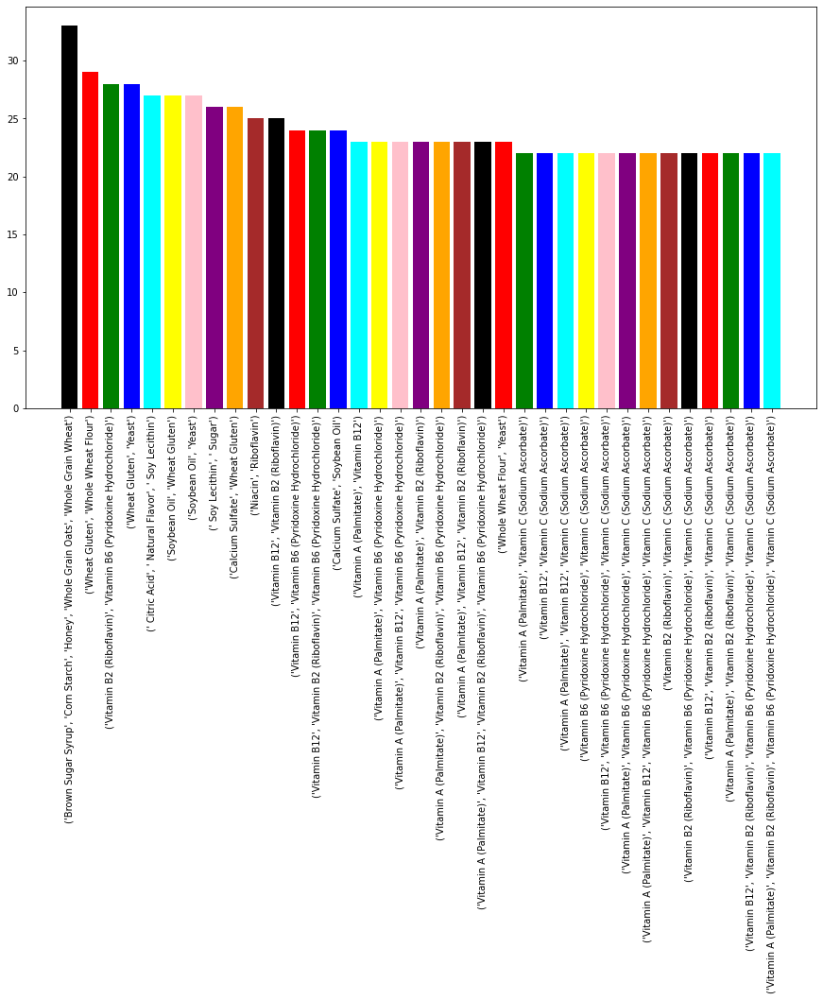 30
25
20
15
10
5
0
('Brown Sugar Syrup', 'Corn Starch', 'Honey', 'Whole Grain Oats', 'Whole Grain Wheat')
('Wheat Gluten', 'Whole Wheat Flour')
('Vitamin B2 (Riboflavin)', 'Vitamin B6 (Pyridoxine Hydrochloride)')
('Wheat Gluten', 'Yeast')
(' Citric Acid', ' Natural Flavor', ' Soy Lecithin')
('Soybean Oil', 'Wheat Gluten')
('Soybean Oil', 'Yeast')
(' Soy Lecithin', ' Sugar')
('Calcium Sulfate', 'Wheat Gluten')
('Niacin', 'Riboflavin')
('Vitamin B12', 'Vitamin B2 (Riboflavin)')
('Vitamin B12', 'Vitamin B6 (Pyridoxine Hydrochloride)')
('Vitamin B12', 'Vitamin B2 (Riboflavin)', 'Vitamin B6 (Pyridoxine Hydrochloride)')
('Calcium Sulfate', 'Soybean Oil')
('Vitamin A (Palmitate)', 'Vitamin B12')
('Vitamin A (Palmitate)', 'Vitamin B6 (Pyridoxine Hydrochloride)')
('Vitamin A (Palmitate)', 'Vitamin B12', 'Vitamin B6 (Pyridoxine Hydrochloride)')
('Vitamin A (Palmitate)', 'Vitamin B2 (Riboflavin)')
('Vitamin A (Palmitate)', 'Vitamin B2 (Riboflavin)', 'Vitamin B6 (Pyridoxine Hydrochloride)')
('Vitamin A (Palmitate)', 'Vitamin B12', 'Vitamin B2 (Riboflavin)')
('Vitamin A (Palmitate)', 'Vitamin B12', 'Vitamin B2 (Riboflavin)', 'Vitamin B6 (Pyridoxine Hydrochloride)')
('Whole Wheat Flour', 'Yeast')
('Vitamin A (Palmitate)', 'Vitamin C (Sodium Ascorbate)')
('Vitamin B12', 'Vitamin C (Sodium Ascorbate)')
('Vitamin A (Palmitate)', 'Vitamin B12', 'Vitamin C (Sodium Ascorbate)')
('Vitamin B6 (Pyridoxine Hydrochloride)', 'Vitamin C (Sodium Ascorbate)')
('Vitamin B12', 'Vitamin B6 (Pyridoxine Hydrochloride)', 'Vitamin C (Sodium Ascorbate)')
('Vitamin A (Palmitate)', 'Vitamin B6 (Pyridoxine Hydrochloride)', 'Vitamin C (Sodium Ascorbate)')
('Vitamin A (Palmitate)', 'Vitamin B12', 'Vitamin B6 (Pyridoxine Hydrochloride)', 'Vitamin C (Sodium Ascorbate)')
('Vitamin B2 (Riboflavin)', 'Vitamin C (Sodium Ascorbate)')
('Vitamin B2 (Riboflavin)', 'Vitamin B6 (Pyridoxine Hydrochloride)', 'Vitamin C (Sodium Ascorbate)')
('Vitamin B12', 'Vitamin B2 (Riboflavin)', 'Vitamin C (Sodium Ascorbate)')
('Vitamin A (Palmitate)', 'Vitamin B2 (Riboflavin)', 'Vitamin C (Sodium Ascorbate)')
('Vitamin B12', 'Vitamin B2 (Riboflavin)', 'Vitamin B6 (Pyridoxine Hydrochloride)', 'Vitamin C (Sodium Ascorbate)')
('Vitamin A (Palmitate)', 'Vitamin B2 (Riboflavin)', 'Vitamin B6 (Pyridoxine Hydrochloride)', 'Vitamin C (Sodium Ascorbate)')